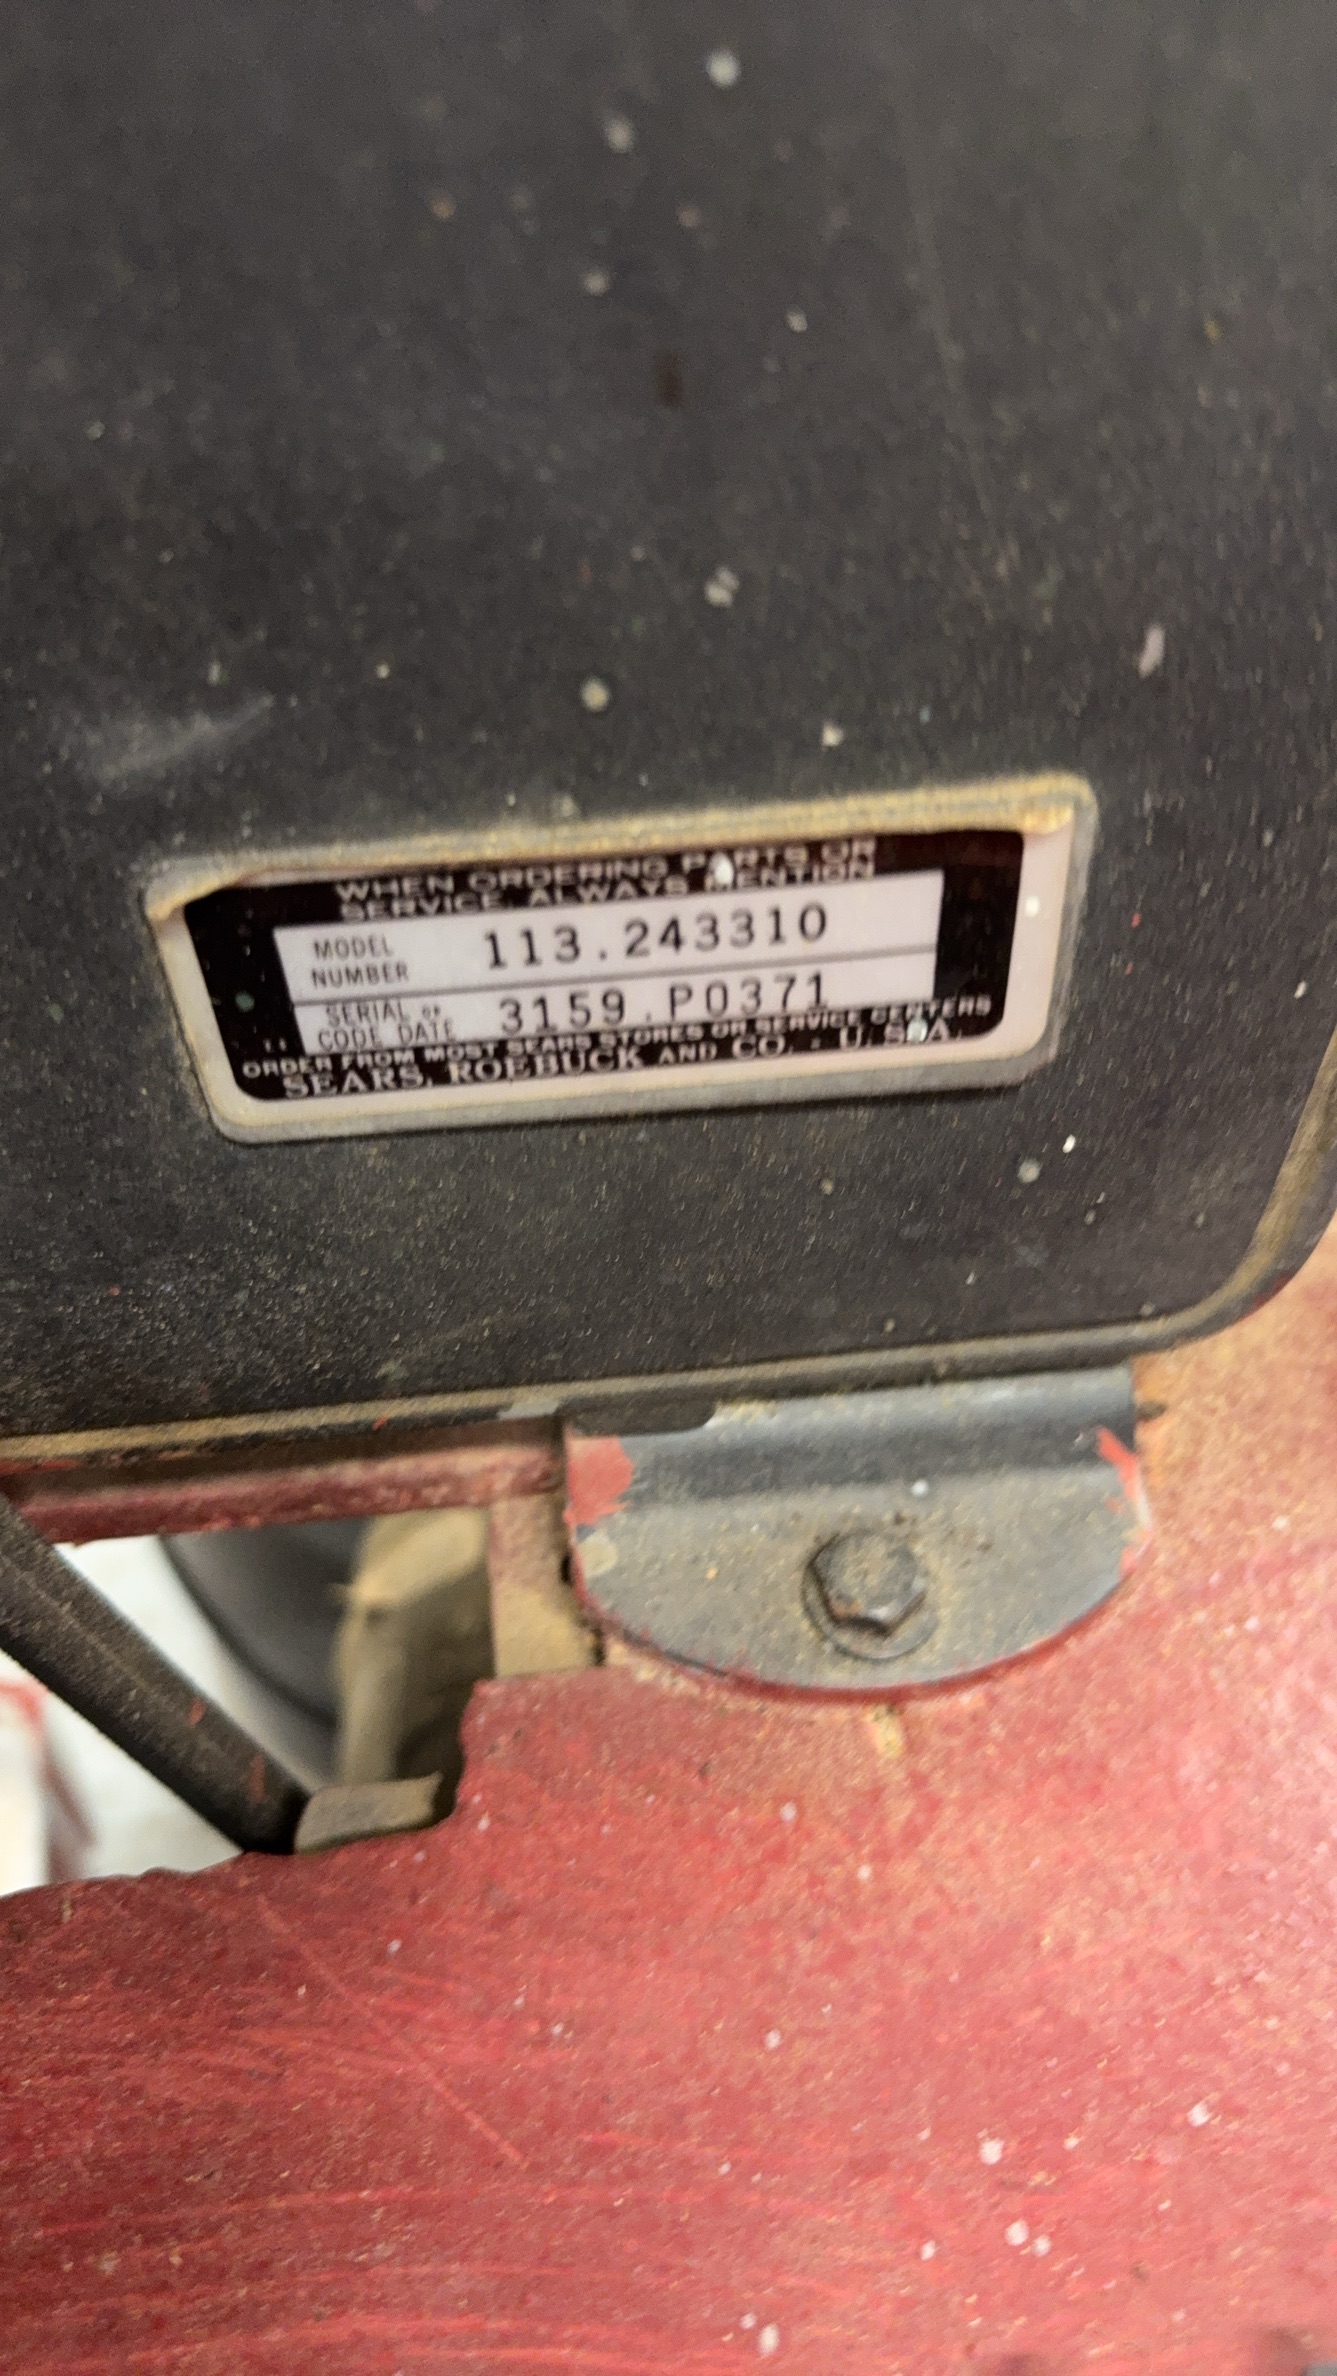 WHEN ORDERING PARTS OR
SERVICE, ALWAYS MENTION
MODEL NUMBER 113.243310
SERIAL or CODE DATE 3159.P0371
ORDER FROM MOST SEARS STORES OR SERVICE CENTERS
SEARS, ROEBUCK AND CO. - U.S.A.